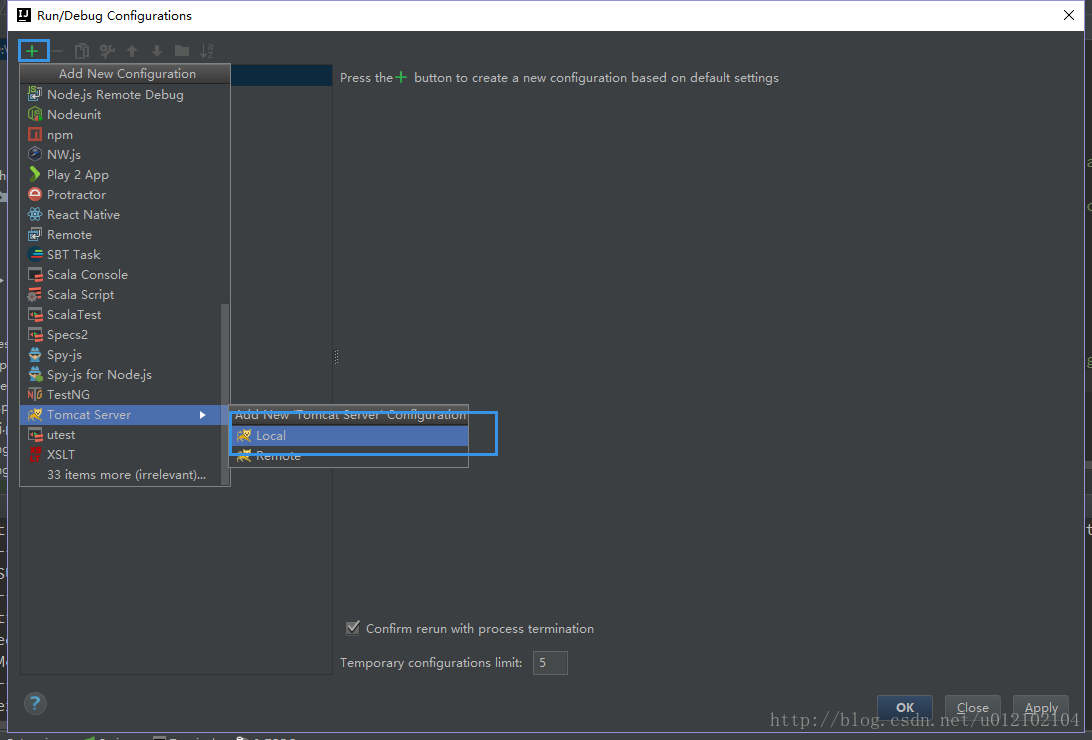 Run/Debug Configurations
Add New Configuration
Press the + button to create a new configuration based on default settings
Node.js Remote Debug
Nodeunit
npm
NW.js
Play 2 App
Protractor
React Native
Remote
SBT Task
Scala Console
Scala Script
ScalaTest
Specs2
Spy-js
Spy-js for Node.js
TestNG
Tomcat Server
Add New 'Tomcat Server' Configuration
utest
Local
XSLT
Remote
33 items more (irrelevant)...
Confirm rerun with process termination
Temporary configurations limit: 5
? OK Close Apply
http://blog.csdn.net/u012102104